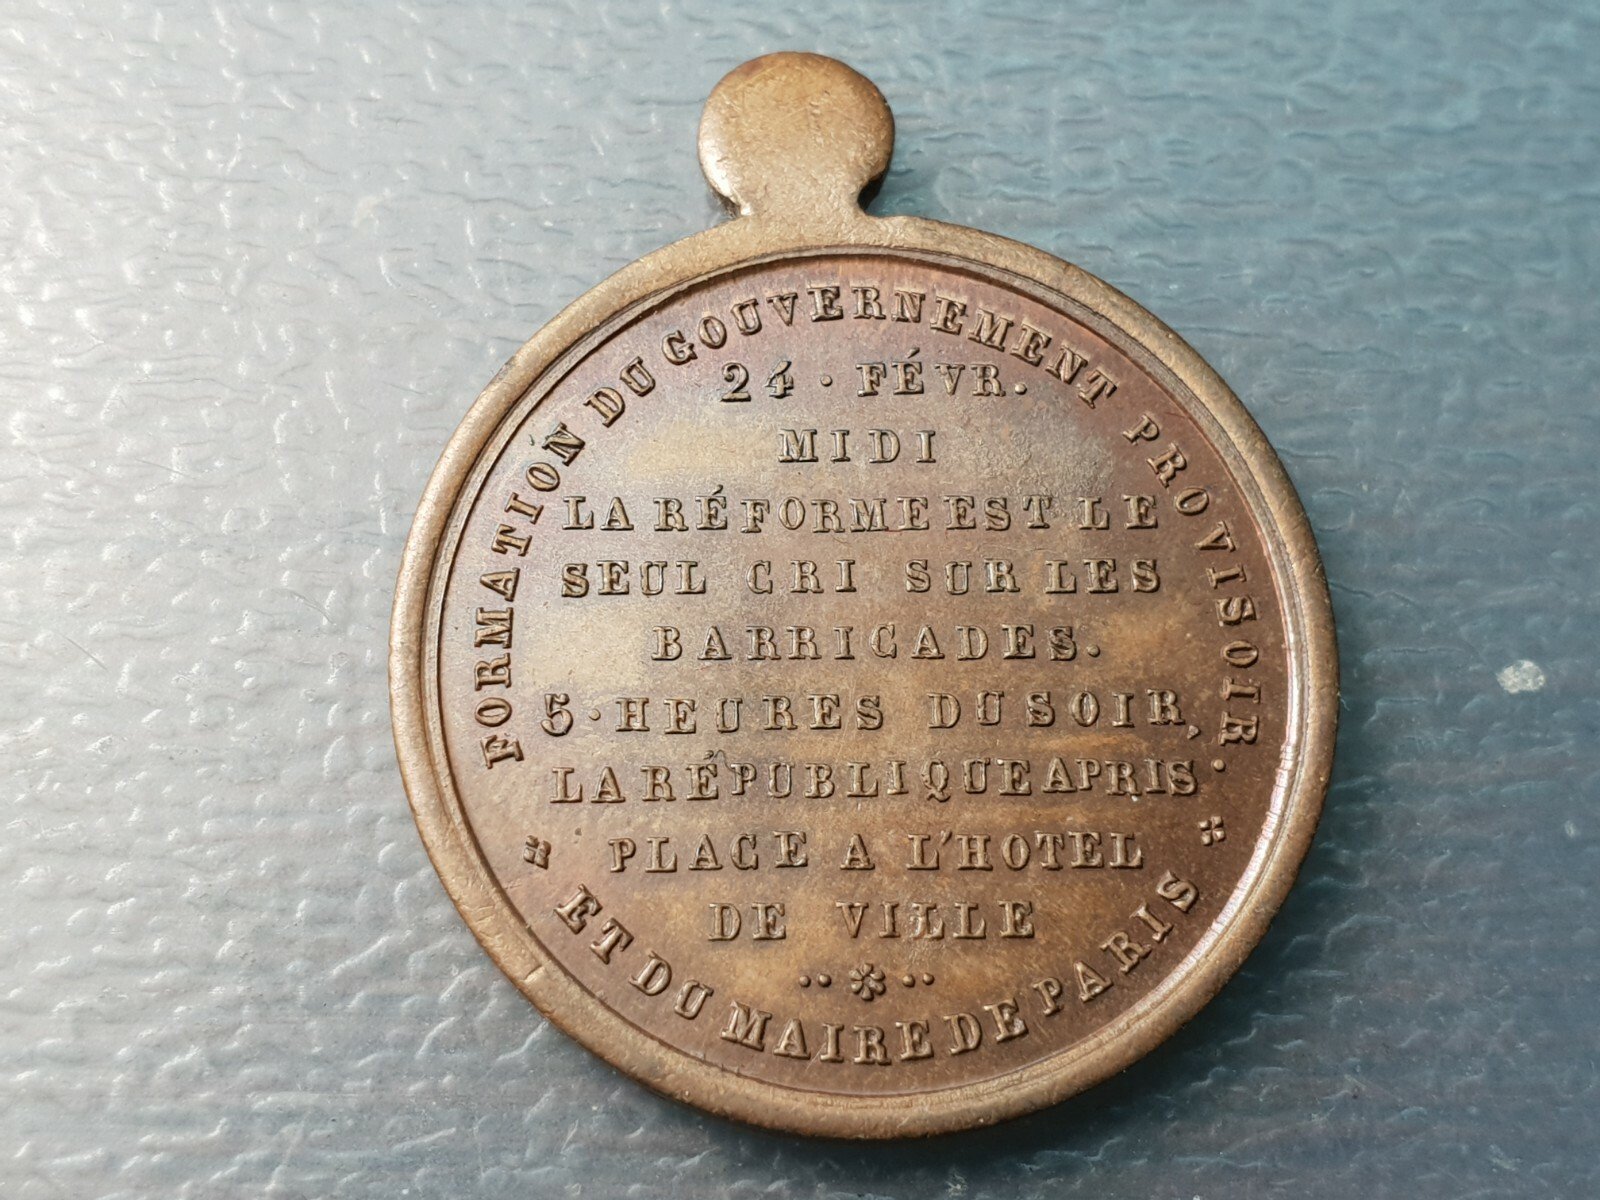 FORMATION DU GOUVERNEMENT PROVISOIR.
24 · FÉVR.
MIDI
LA RÉFORME EST LE
SEUL CRI SUR LES
BARRICADES.
5 · HEURES DU SOIR,
LA RÉPUBLIQUE A PRIS
PLACE A L'HOTEL
DE VILLE
ET DU MAIRE DE PARIS